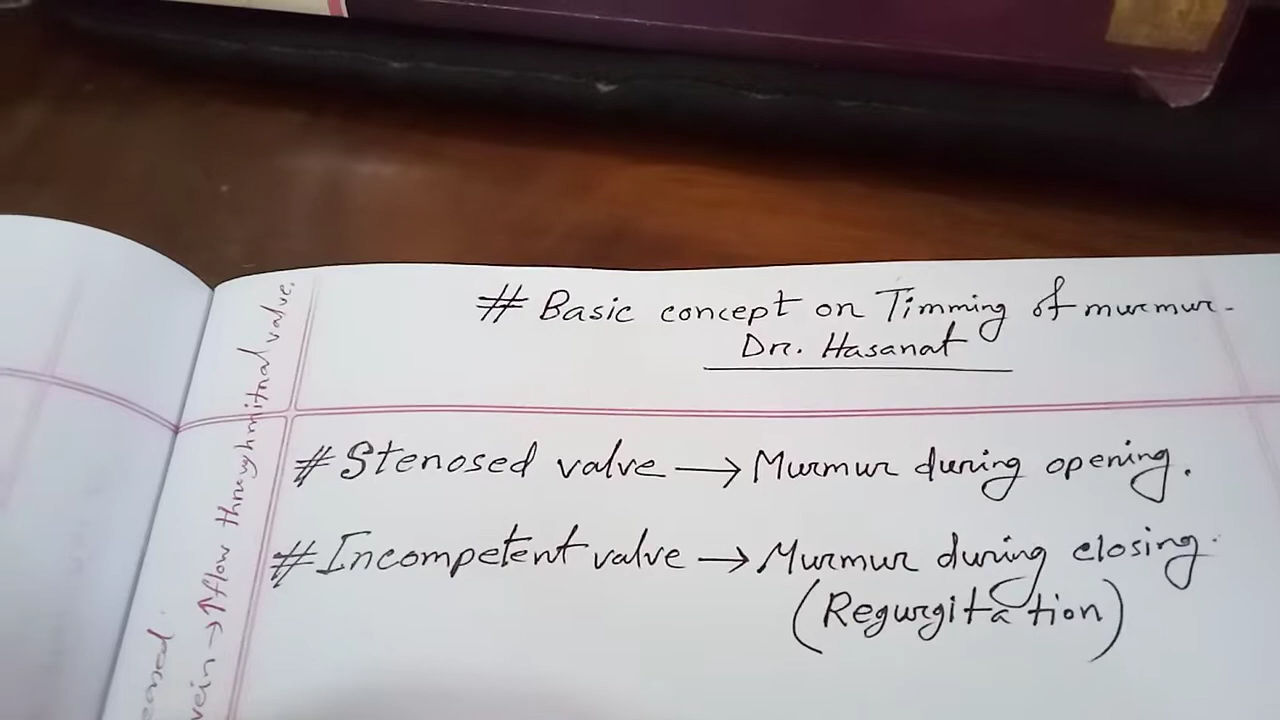 # Basic concept on Timming of murmur.
Dr. Hasanat
# Stenosed valve → Murmur during opening.
# Incompetent valve → Murmur during closing.
(Regurgitation)
vein → ↑flow through mitral valve.